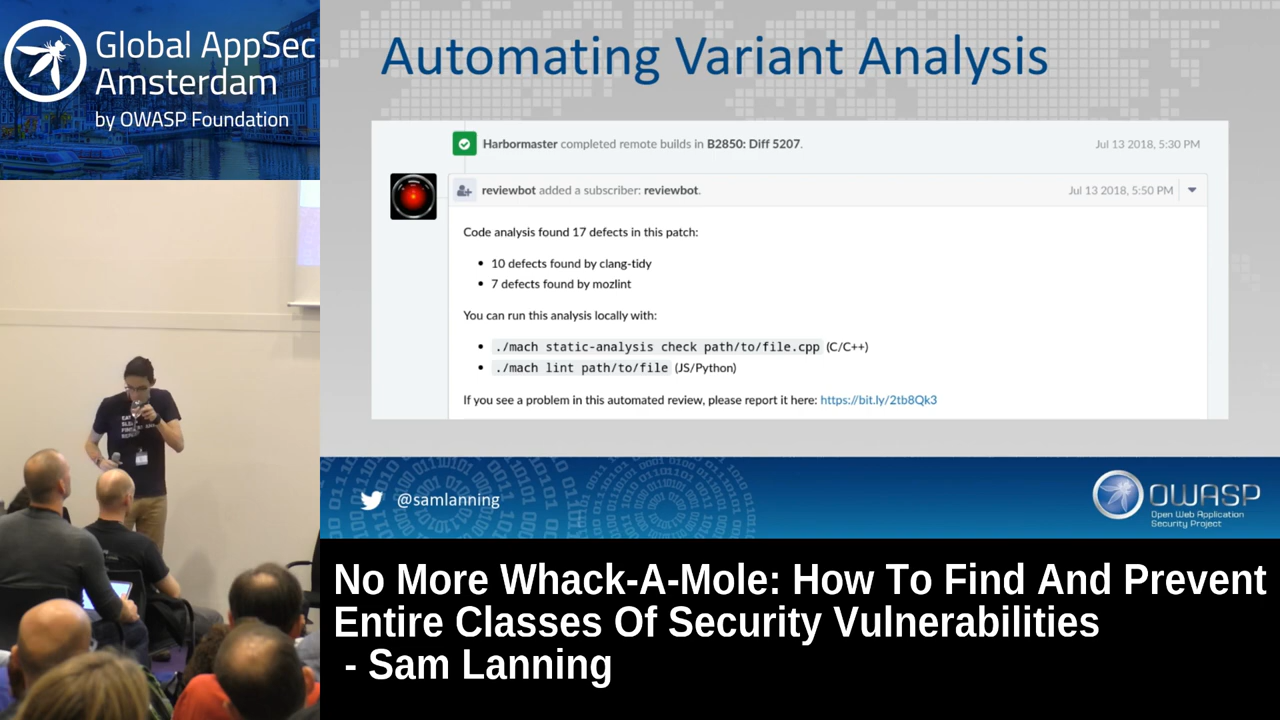 Global AppSec
Amsterdam
by OWASP Foundation
Automating Variant Analysis
Harbormaster completed remote builds in B2850: Diff 5207.
Jul 13 2018, 5:30 PM
reviewbot added a subscriber: reviewbot.
Jul 13 2018, 5:50 PM
Code analysis found 17 defects in this patch:
• 10 defects found by clang-tidy
• 7 defects found by mozlint
You can run this analysis locally with:
• ./mach static-analysis check path/to/file.cpp (C/C++)
• ./mach lint path/to/file (JS/Python)
If you see a problem in this automated review, please report it here: https://bit.ly/2tb8Qk3
@samlanning
OWASP
Open Web Application
Security Project
No More Whack-A-Mole: How To Find And Prevent
Entire Classes Of Security Vulnerabilities
- Sam Lanning